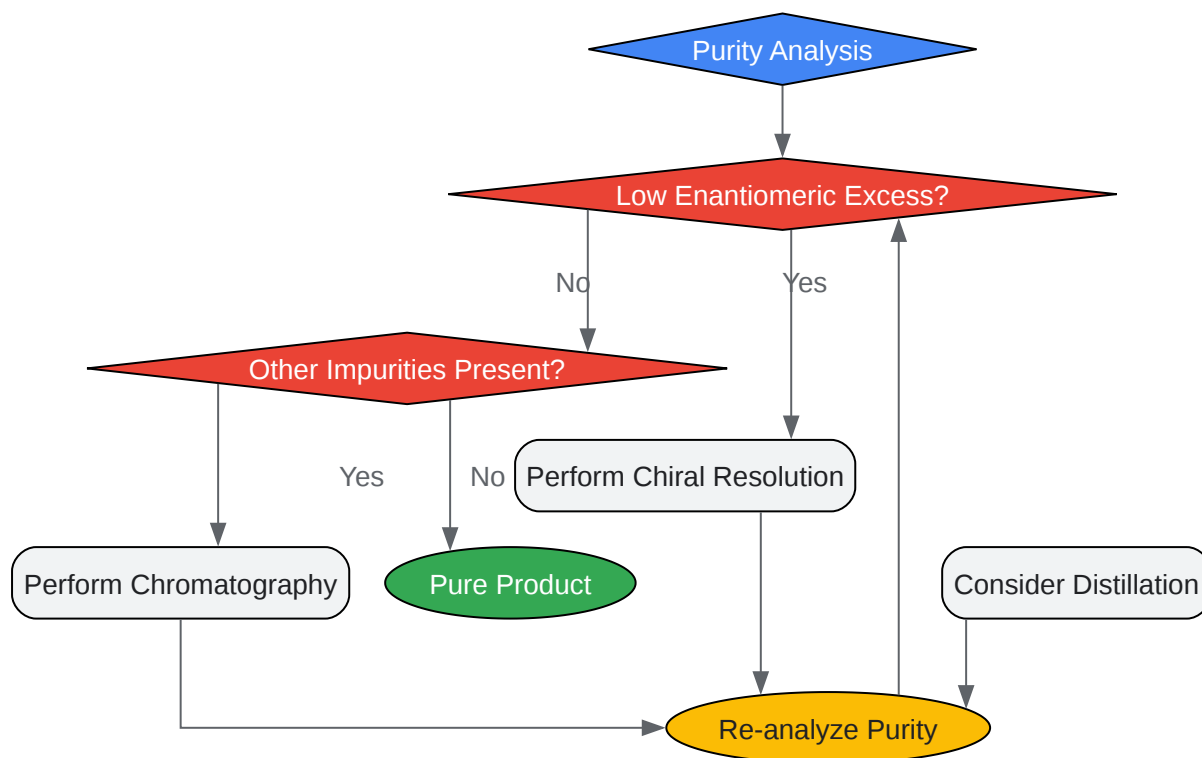 Purity Analysis
Low Enantiomeric Excess?
No
Yes
Other Impurities Present?
Yes
No
Perform Chiral Resolution
Perform Chromatography
Pure Product
Consider Distillation
Re-analyze Purity